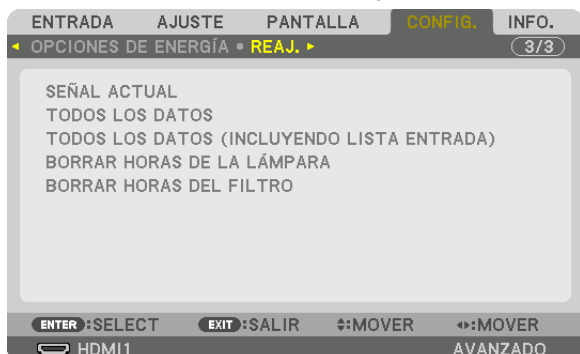 ENTRADA AJUSTE PANTALLA CONFIG. INFO.
OPCIONES DE ENERGÍA • REAJ. 3/3
SEÑAL ACTUAL
TODOS LOS DATOS
TODOS LOS DATOS (INCLUYENDO LISTA ENTRADA)
BORRAR HORAS DE LA LÁMPARA
BORRAR HORAS DEL FILTRO
ENTER :SELECT EXIT :SALIR :MOVER :MOVER
HDMI1 AVANZADO